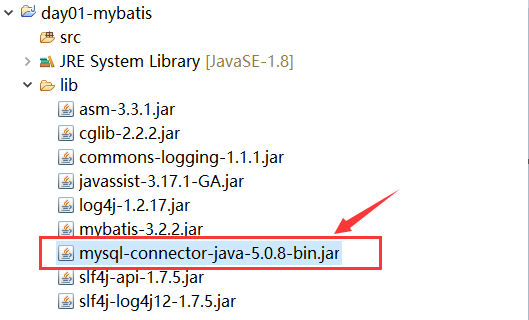 day01-mybatis
src
JRE System Library [JavaSE-1.8]
lib
asm-3.3.1.jar
cglib-2.2.2.jar
commons-logging-1.1.1.jar
javassist-3.17.1-GA.jar
log4j-1.2.17.jar
mybatis-3.2.2.jar
mysql-connector-java-5.0.8-bin.jar
slf4j-api-1.7.5.jar
slf4j-log4j12-1.7.5.jar